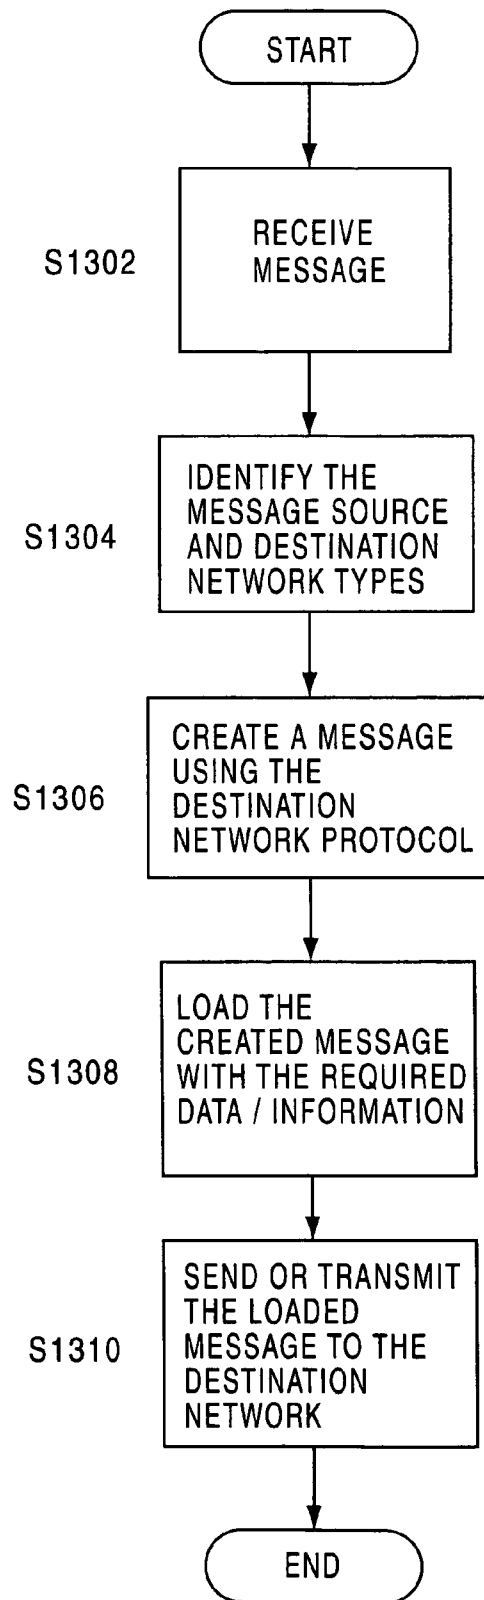 START
S1302
RECEIVE
MESSAGE
S1304
IDENTIFY THE
MESSAGE SOURCE
AND DESTINATION
NETWORK TYPES
S1306
CREATE A MESSAGE
USING THE
DESTINATION
NETWORK PROTOCOL
S1308
LOAD THE
CREATED MESSAGE
WITH THE REQUIRED
DATA / INFORMATION
S1310
SEND OR TRANSMIT
THE LOADED
MESSAGE TO THE
DESTINATION
NETWORK
END